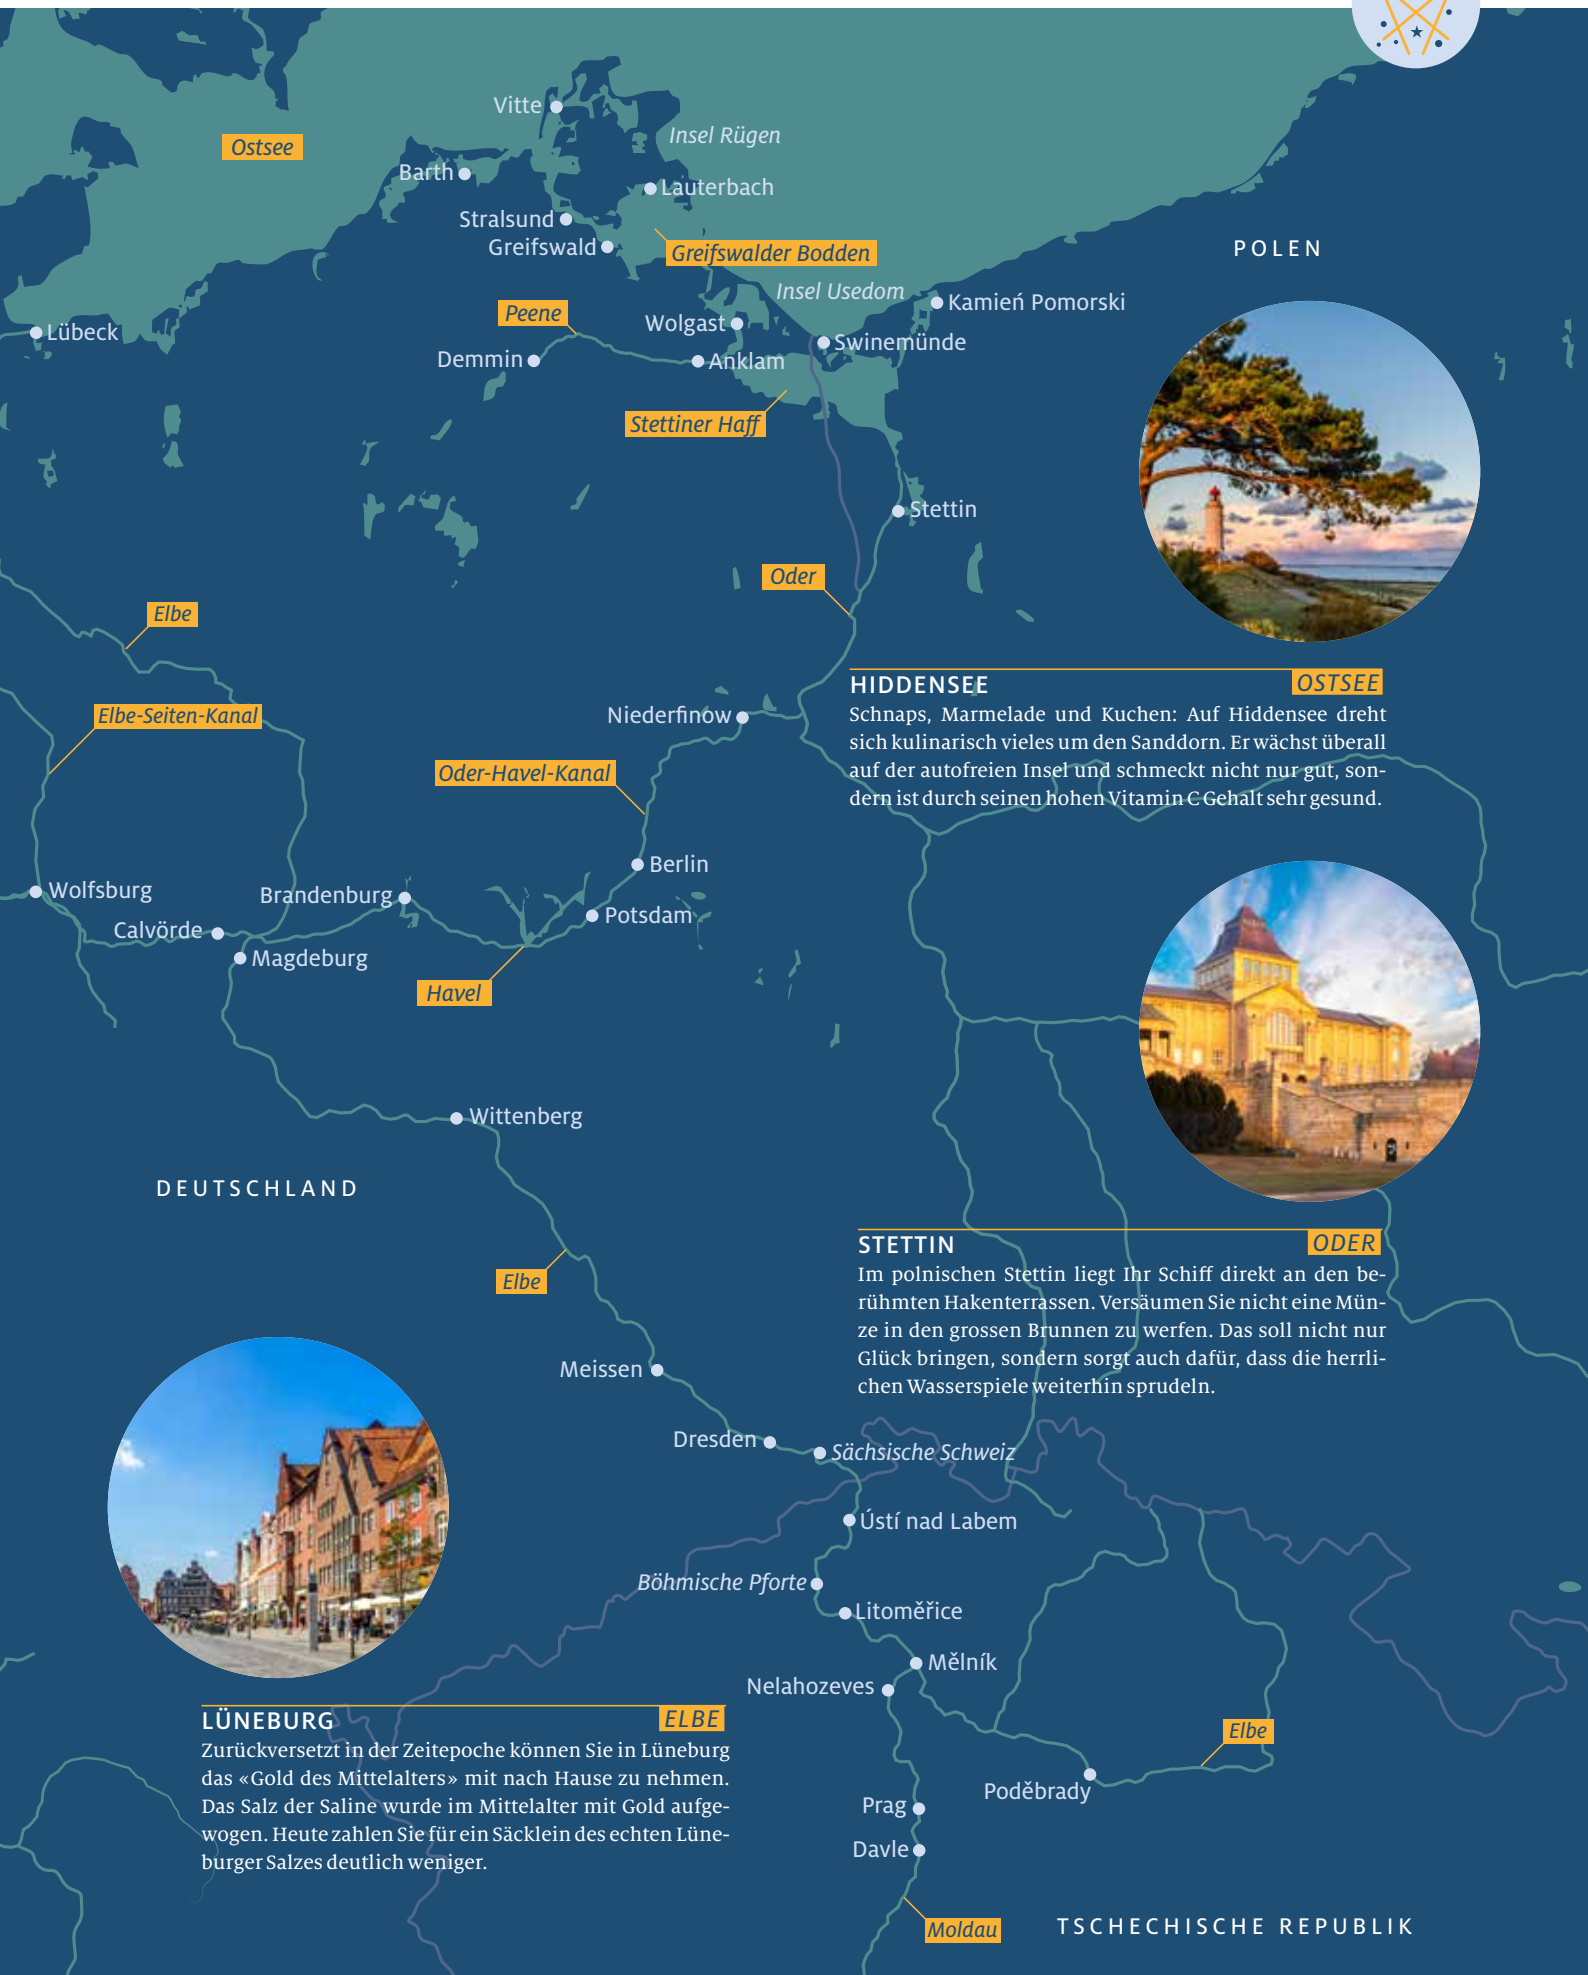 Vitte
Insel Rügen
Ostsee
Barth
Lauterbach
Stralsund
Greifswald
Greifswalder Bodden
POLEN
Insel Usedom
Kamień Pomorski
Peene
Wolgast
Lübeck
Swinemünde
Demmin
Anklam
Stettiner Haff
Stettin
Oder
Elbe
HIDDENSEE
OSTSEE
Schnaps, Marmelade und Kuchen: Auf Hiddensee dreht
sich kulinarisch vieles um den Sanddorn. Er wächst überall
auf der autofreien Insel und schmeckt nicht nur gut, son-
dern ist durch seinen hohen Vitamin C Gehalt sehr gesund.
Elbe-Seiten-Kanal
Niederfinow
Oder-Havel-Kanal
Berlin
Wolfsburg
Brandenburg
Potsdam
Calvörde
Magdeburg
Havel
Wittenberg
DEUTSCHLAND
Elbe
STETTIN
ODER
Im polnischen Stettin liegt Ihr Schiff direkt an den be-
rühmten Hakenterrassen. Versäumen Sie nicht eine Mün-
ze in den grossen Brunnen zu werfen. Das soll nicht nur
Glück bringen, sondern sorgt auch dafür, dass die herrli-
chen Wasserspiele weiterhin sprudeln.
Meissen
Dresden
Sächsische Schweiz
Ústí nad Labem
Böhmische Pforte
Litoměřice
Mělník
Nelahozeves
LÜNEBURG
ELBE
Zurückversetzt in der Zeitepoche können Sie in Lüneburg
das «Gold des Mittelalters» mit nach Hause zu nehmen.
Das Salz der Saline wurde im Mittelalter mit Gold aufge-
wogen. Heute zahlen Sie für ein Säcklein des echten Lüne-
burger Salzes deutlich weniger.
Elbe
Poděbrady
Prag
Davle
Moldau
TSCHECHISCHE REPUBLIK